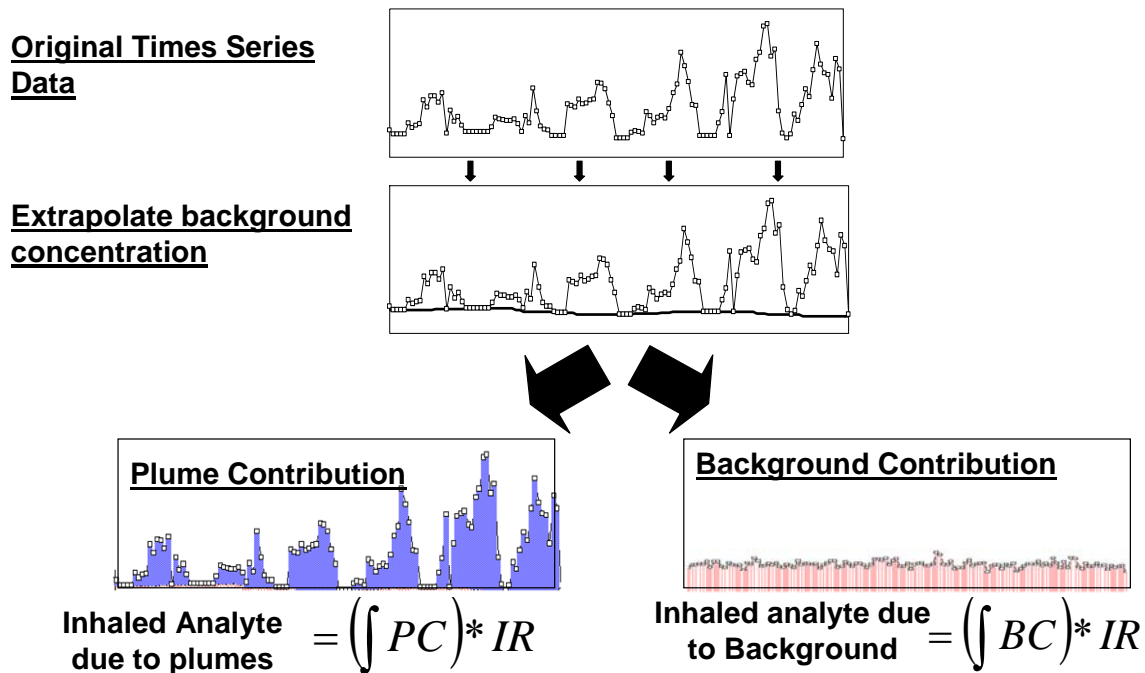 Original Times Series
Data
Extrapolate background
concentration
Plume Contribution
Background Contribution
Inhaled Analyte
due to plumes
= (∫ PC)* IR
Inhaled analyte due
to Background
= (∫ BC)* IR